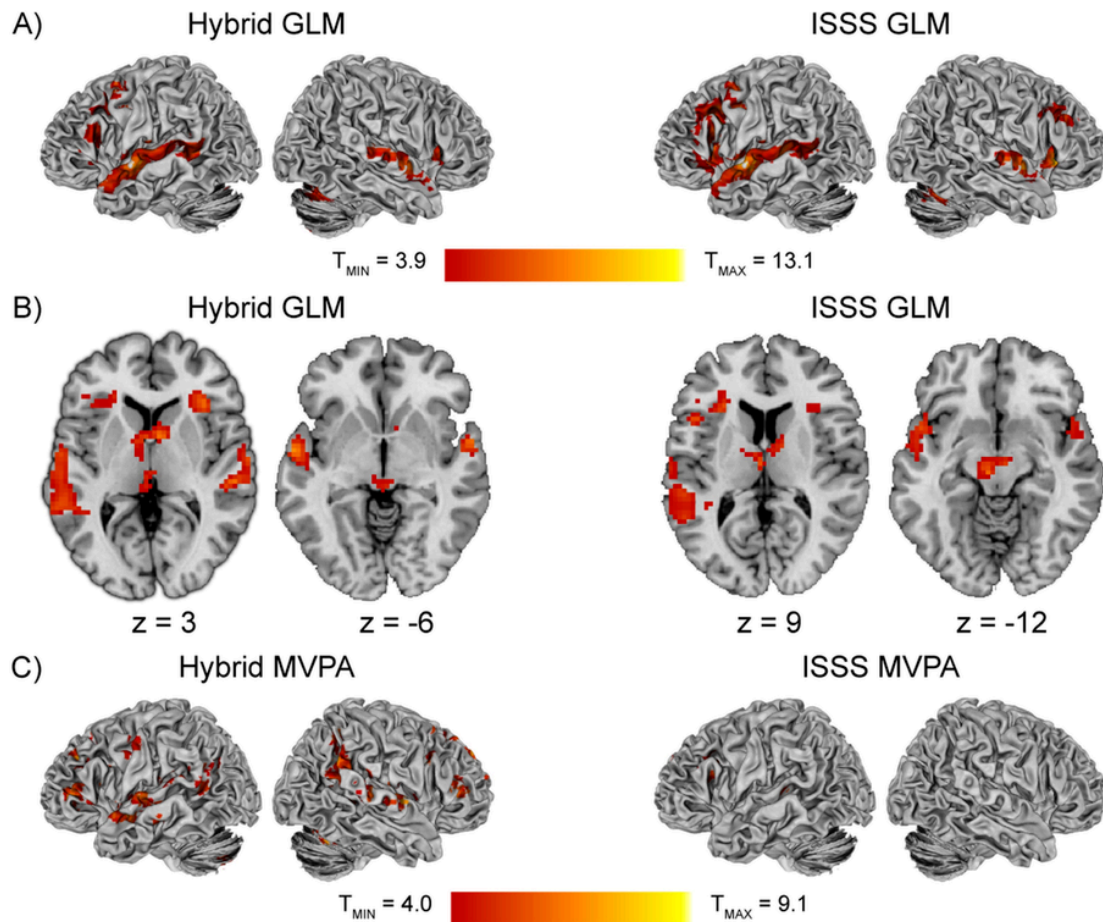 A) Hybrid GLM ISSS GLM
T_MIN = 3.9 T_MAX = 13.1
B) Hybrid GLM ISSS GLM
z = 3 z = -6 z = 9 z = -12
C) Hybrid MVPA ISSS MVPA
T_MIN = 4.0 T_MAX = 9.1